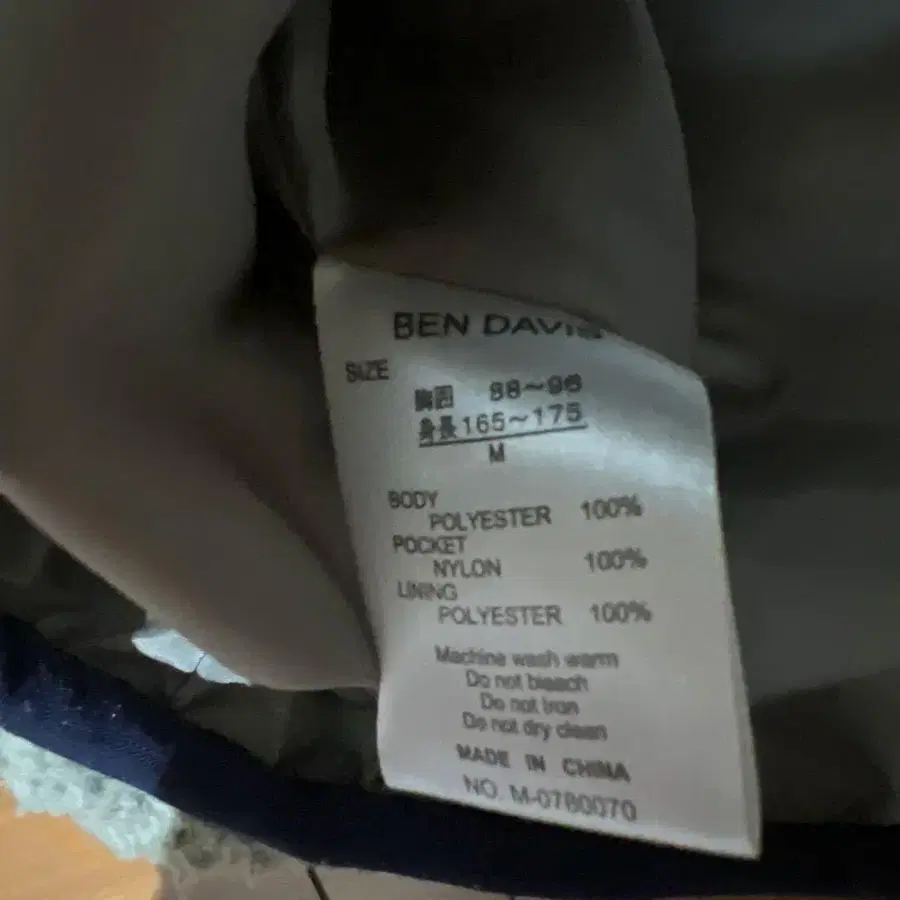 BEN DAVIS
SIZE
胸囲 88～96
身長165～175
M
BODY
POLYESTER 100%
POCKET
NYLON 100%
LINING
POLYESTER 100%
Machine wash warm
Do not bleach
Do not Iron
Do not dry clean
MADE IN CHINA
NO. M-0780070